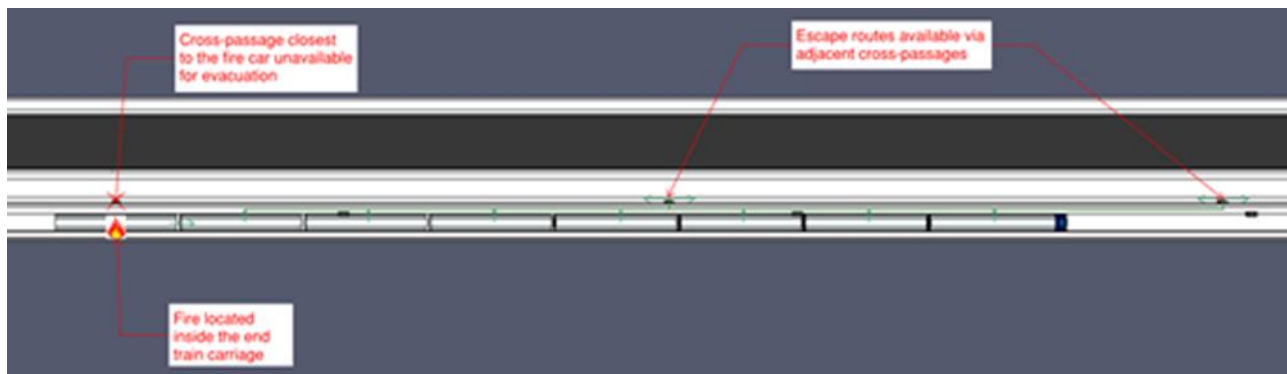 Cross-passage closest
to the fire car unavailable
for evacuation
Escape routes available via
adjacent cross-passages
Fire located
inside the end
train carriage